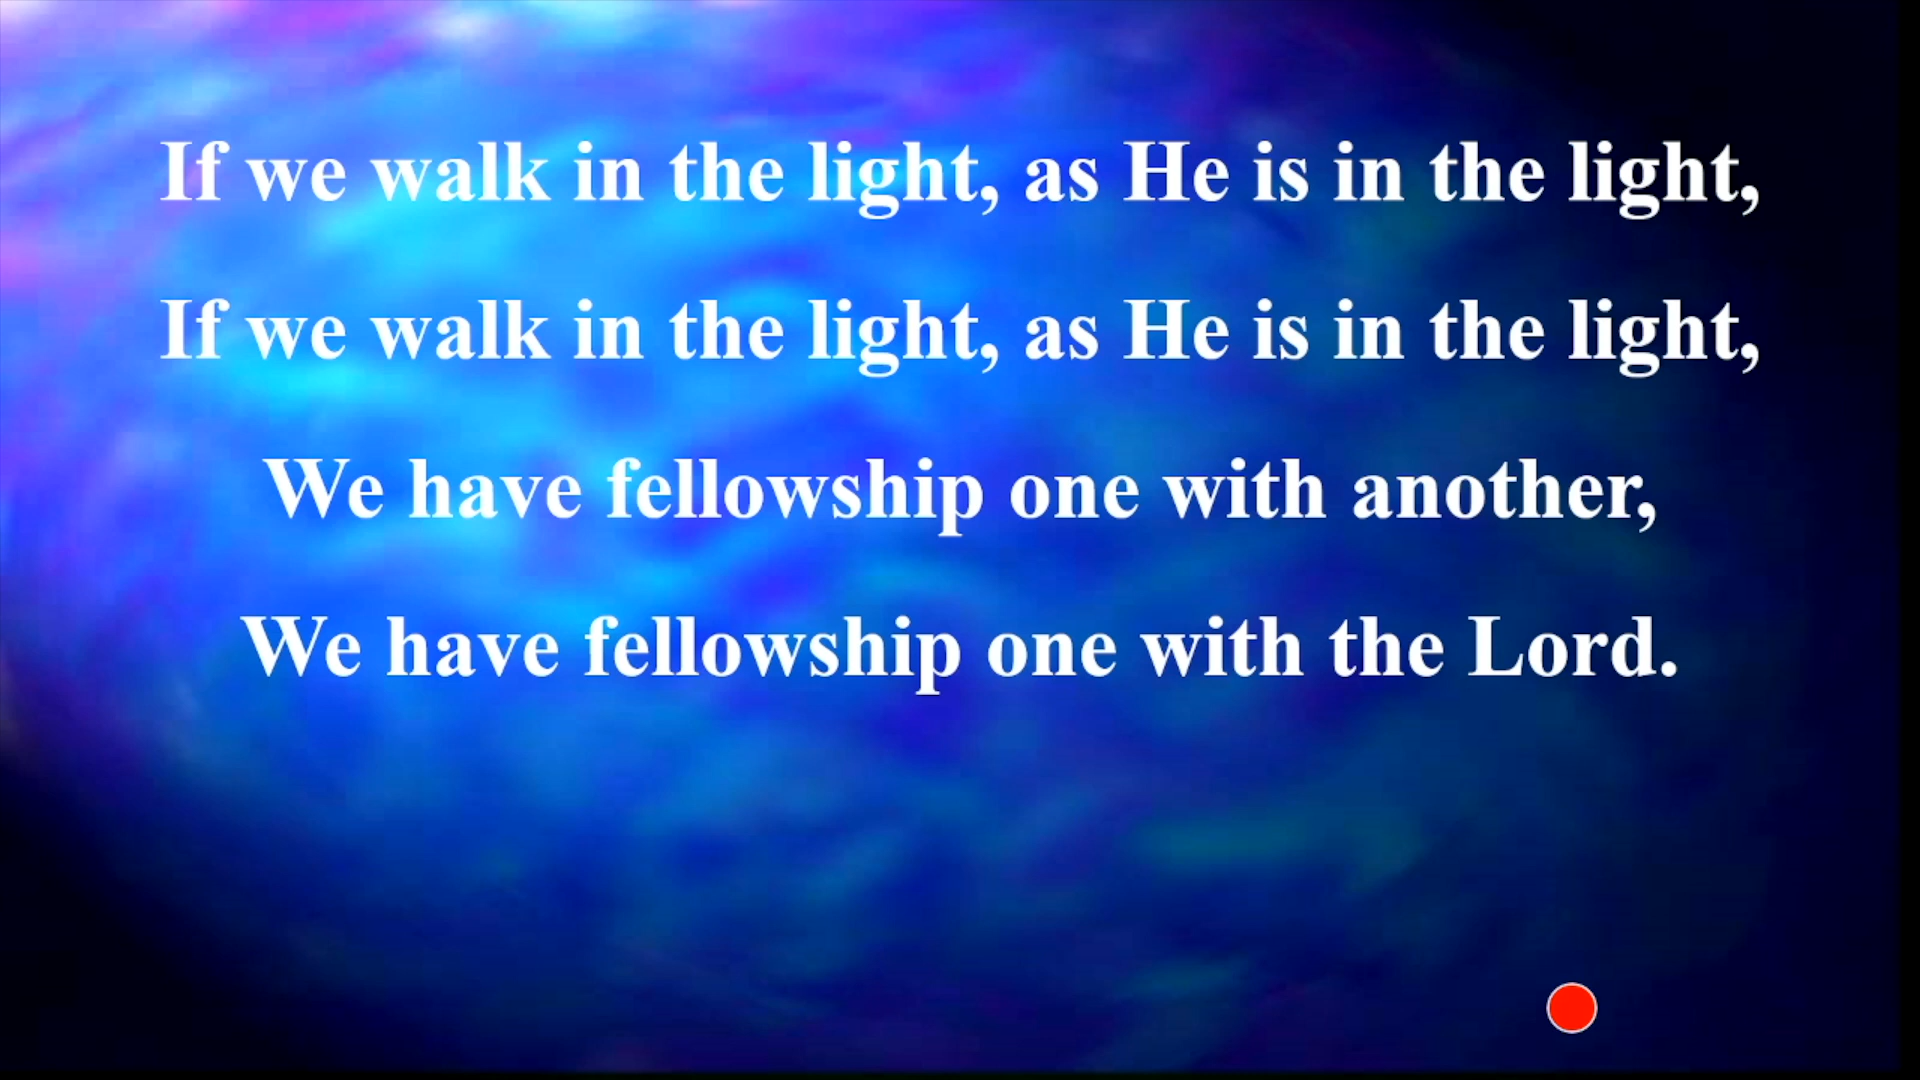 If we walk in the light, as He is in the light,
If we walk in the light, as He is in the light,
We have fellowship one with another,
We have fellowship one with the Lord.